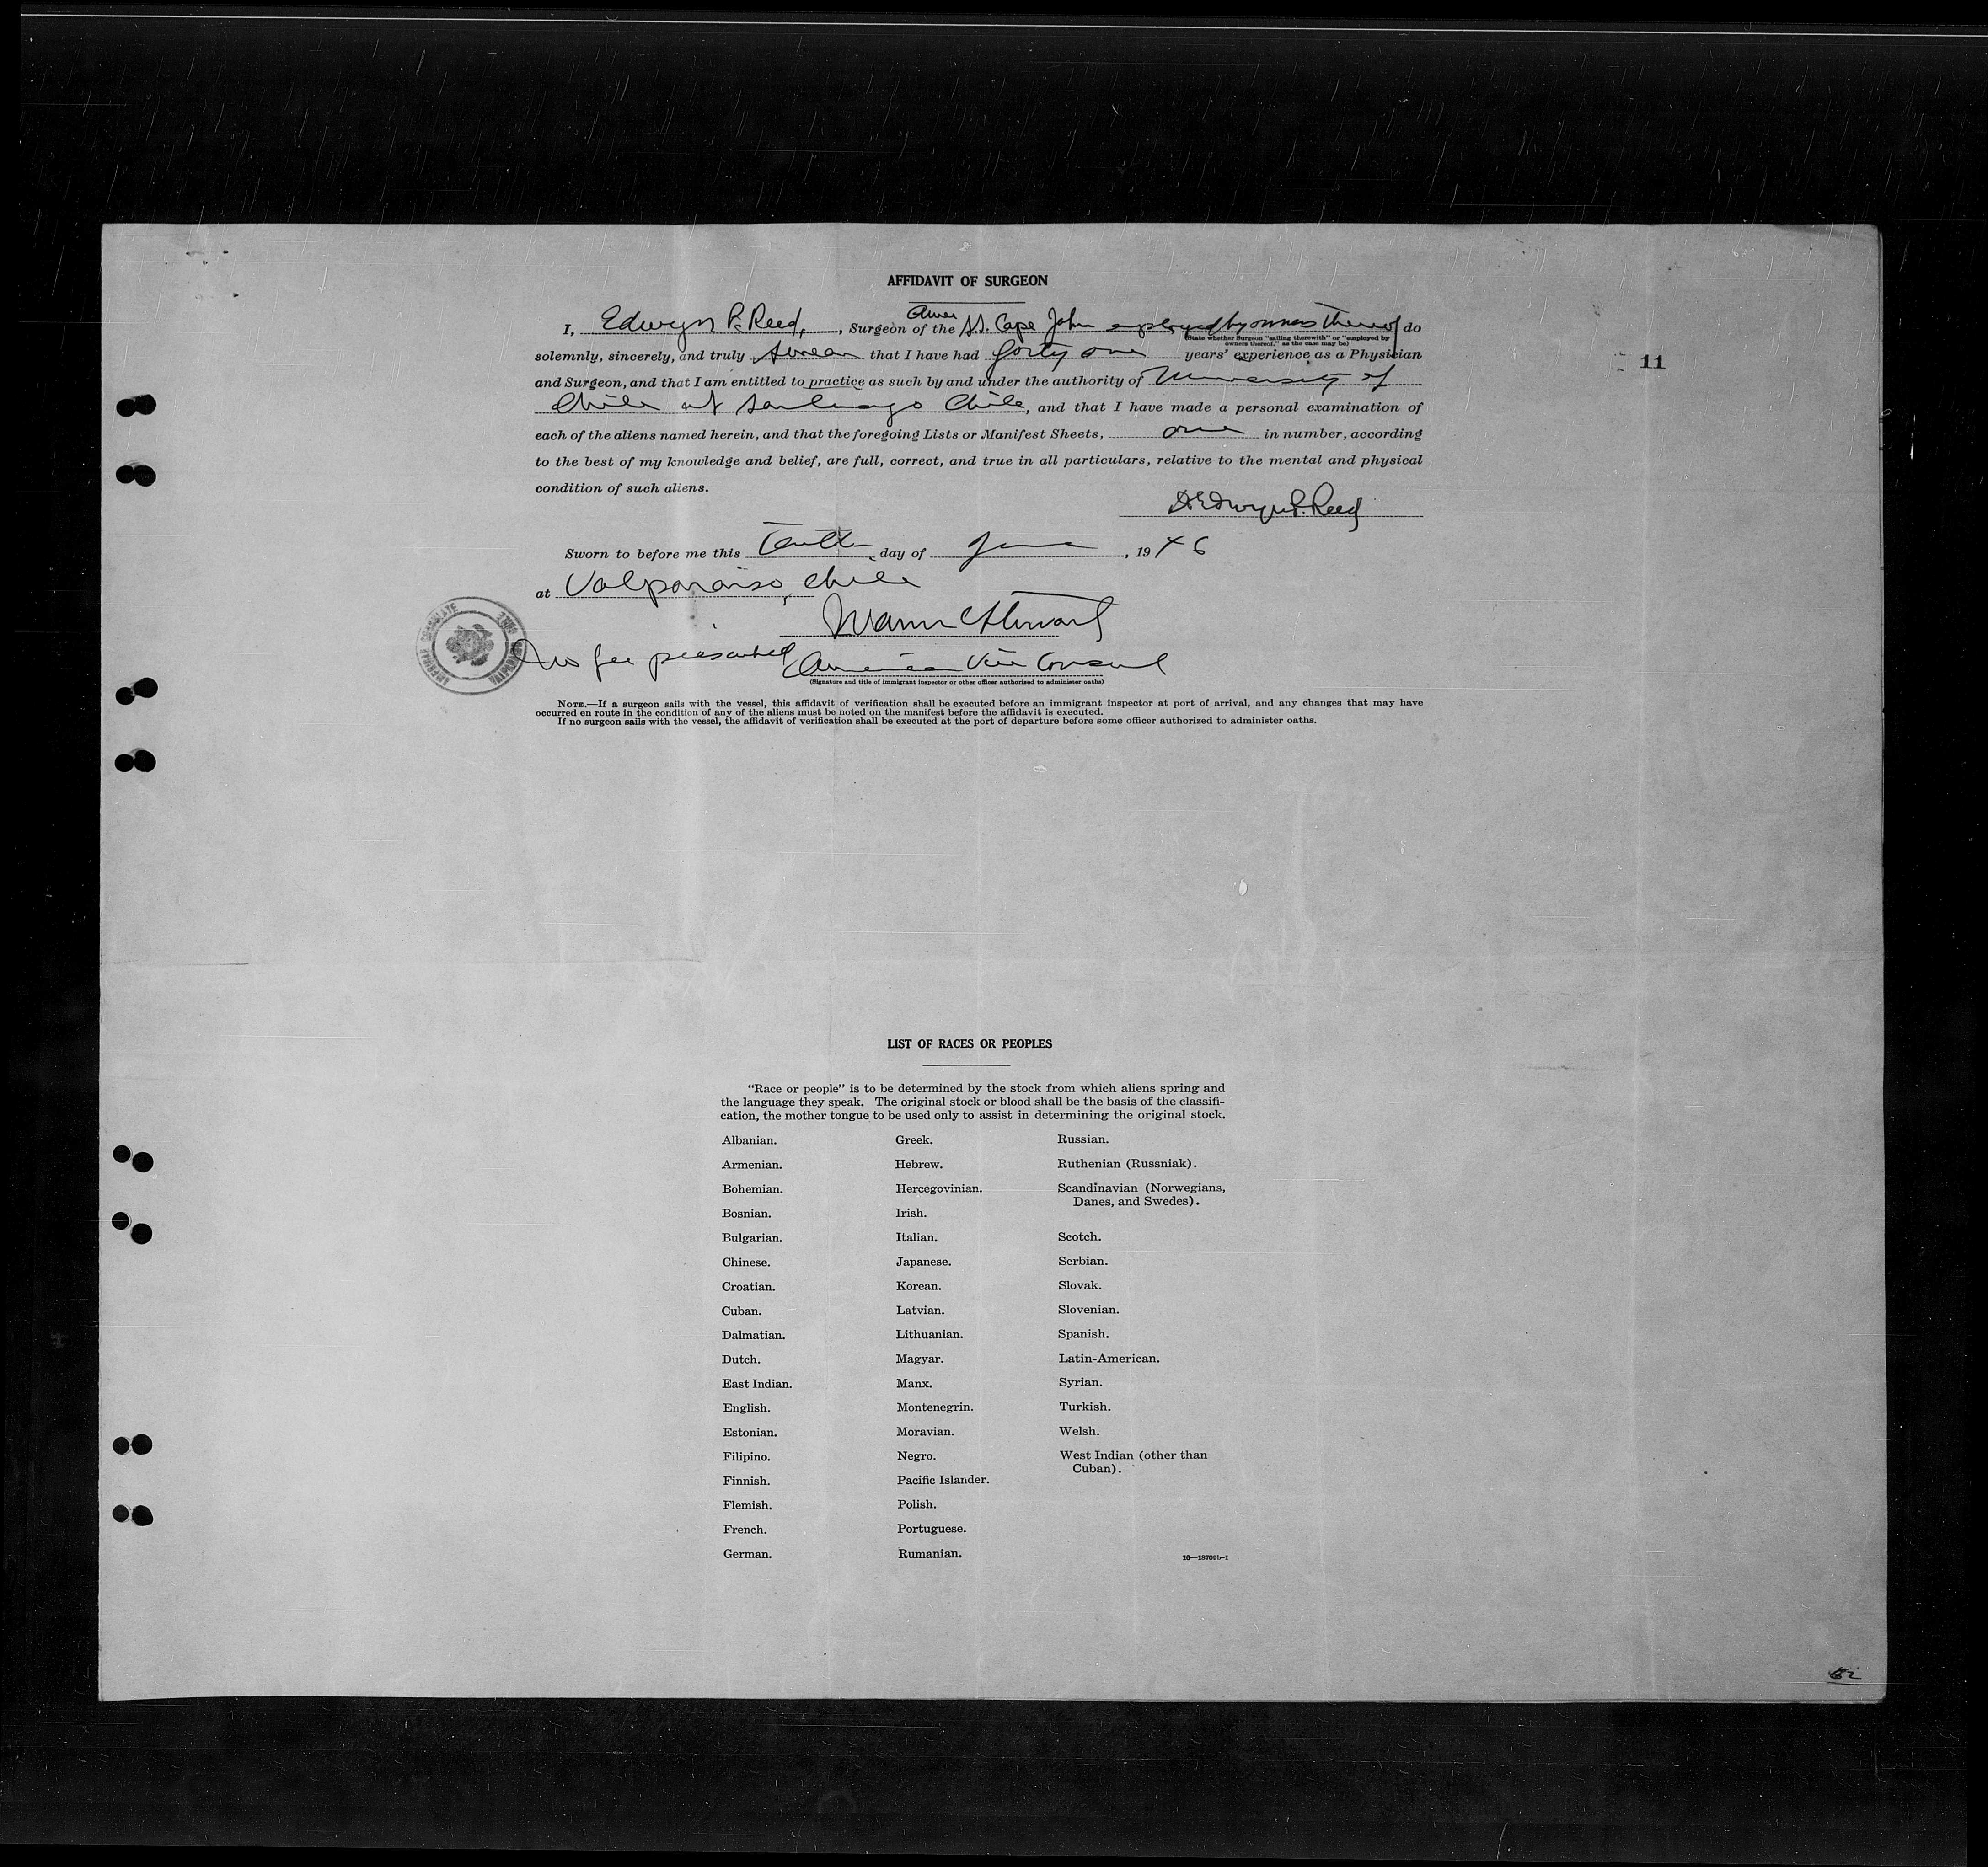 AFFIDAVIT OF SURGEON
Amer
I, Edwyn P. Reed, , Surgeon of the SS. Cape John employed by owners thereof do
(State whether Surgeon "sailing therewith" or "employed by
owners thereof," as the case may be)
solemnly, sincerely, and truly swear that I have had forty one years' experience as a Physician
11
and Surgeon, and that I am entitled to practice as such by and under the authority of University of
Chile at Santiago Chile, and that I have made a personal examination of
each of the aliens named herein, and that the foregoing Lists or Manifest Sheets, one in number, according
to the best of my knowledge and belief, are full, correct, and true in all particulars, relative to the mental and physical
condition of such aliens.
Dr Edwyn P. Reed
Sworn to before me this Tenth day of June, 1946
at Valparaiso, Chile
Stewart
No fee prescribed American Vice Consul
(Signature and title of immigrant inspector or other officer authorized to administer oaths)
NOTE.—If a surgeon sails with the vessel, this affidavit of verification shall be executed before an immigrant inspector at port of arrival, and any changes that may have
occurred en route in the condition of any of the aliens must be noted on the manifest before the affidavit is executed.
If no surgeon sails with the vessel, the affidavit of verification shall be executed at the port of departure before some officer authorized to administer oaths.
LIST OF RACES OR PEOPLES
"Race or people" is to be determined by the stock from which aliens spring and
the language they speak. The original stock or blood shall be the basis of the classifi-
cation, the mother tongue to be used only to assist in determining the original stock.
Albanian.
Armenian.
Bohemian.
Bosnian.
Bulgarian.
Chinese.
Croatian.
Cuban.
Dalmatian.
Dutch.
East Indian.
English.
Estonian.
Filipino.
Finnish.
Flemish.
French.
German.
Greek.
Hebrew.
Hercegovinian.
Irish.
Italian.
Japanese.
Korean.
Latvian.
Lithuanian.
Magyar.
Manx.
Montenegrin.
Moravian.
Negro.
Pacific Islander.
Polish.
Portuguese.
Rumanian.
Russian.
Ruthenian (Russniak).
Scandinavian (Norwegians,
Danes, and Swedes).
Scotch.
Serbian.
Slovak.
Slovenian.
Spanish.
Latin-American.
Syrian.
Turkish.
Welsh.
West Indian (other than
Cuban).
16—18709b-1